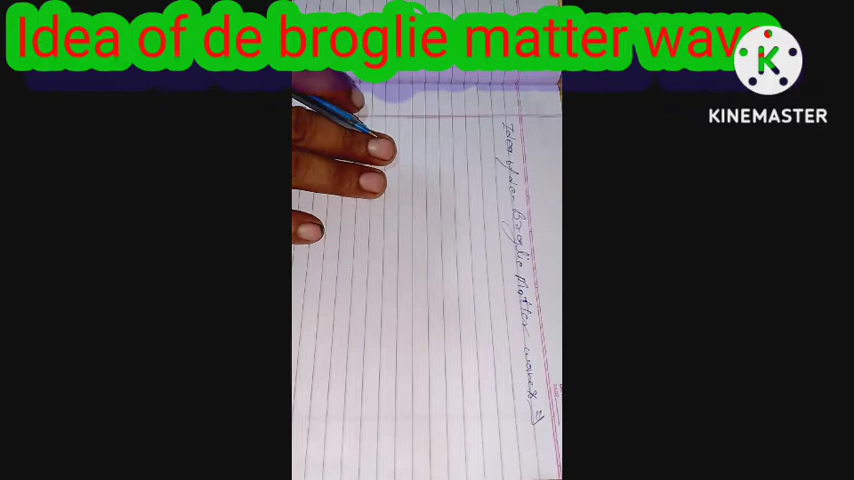 Idea of de broglie matter wave
K
KINEMASTER
Idea of de Broglie Matter waves ⇒